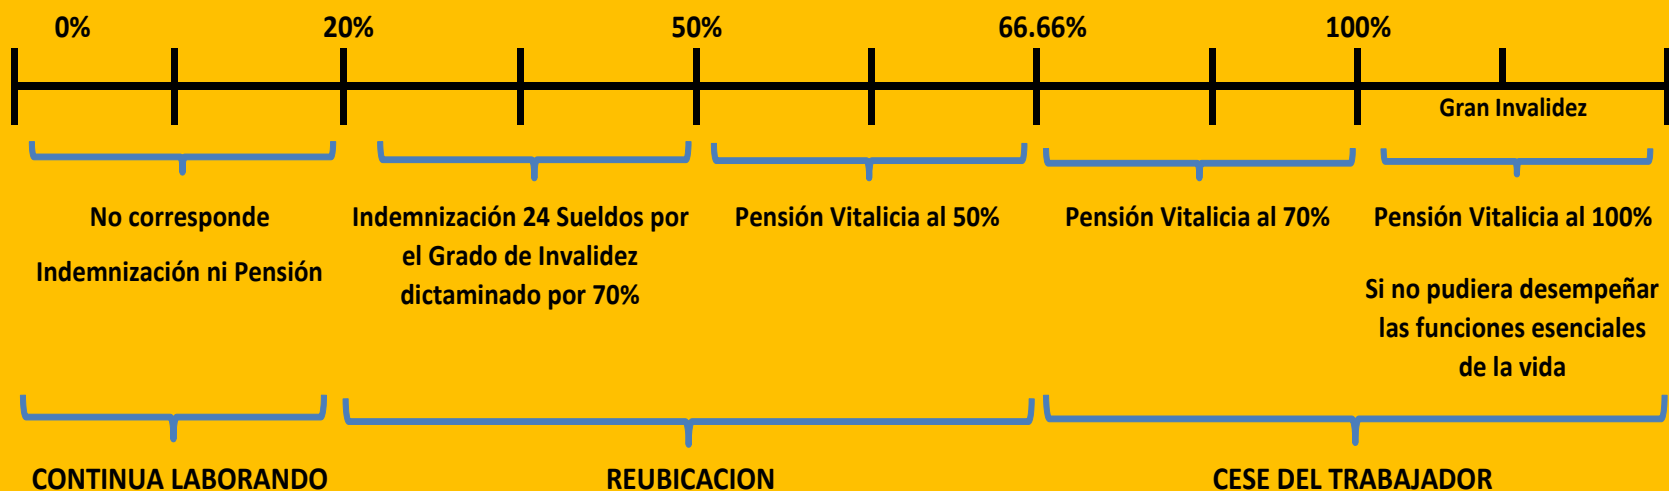 0%
20%
50%
66.66%
100%
Gran Invalidez
No corresponde
Indemnización ni Pensión
Indemnización 24 Sueldos por
el Grado de Invalidez
dictaminado por 70%
Pensión Vitalicia al 50%
Pensión Vitalicia al 70%
Pensión Vitalicia al 100%
Si no pudiera desempeñar
las funciones esenciales
de la vida
CONTINUA LABORANDO
REUBICACION
CESE DEL TRABAJADOR